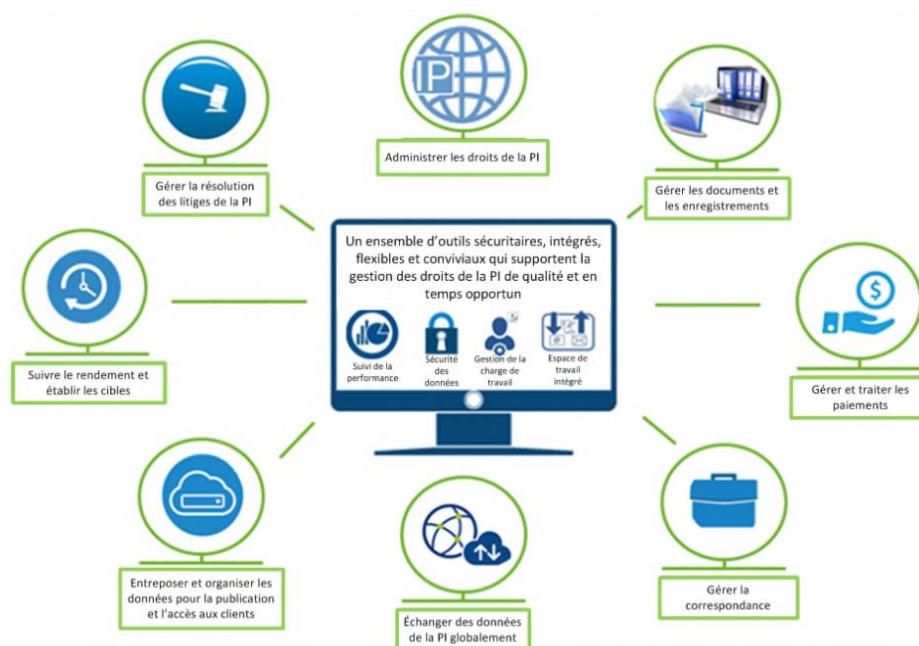 IP
Administrer les droits de la PI
Gérer la résolution
des litiges de la PI
Gérer les documents et
les enregistrements
Un ensemble d'outils sécuritaires, intégrés,
flexibles et conviviaux qui supportent la
gestion des droits de la PI de qualité et en
temps opportun
Suivi de la
performance
Sécurité
des
données
Gestion de la
charge de
travail
Espace de
travail
intégré
Suivre le rendement et
établir les cibles
$
Gérer et traiter les
paiements
Entreposer et organiser les
données pour la publication
et l'accès aux clients
Échanger des données
de la PI globalement
Gérer la
correspondance